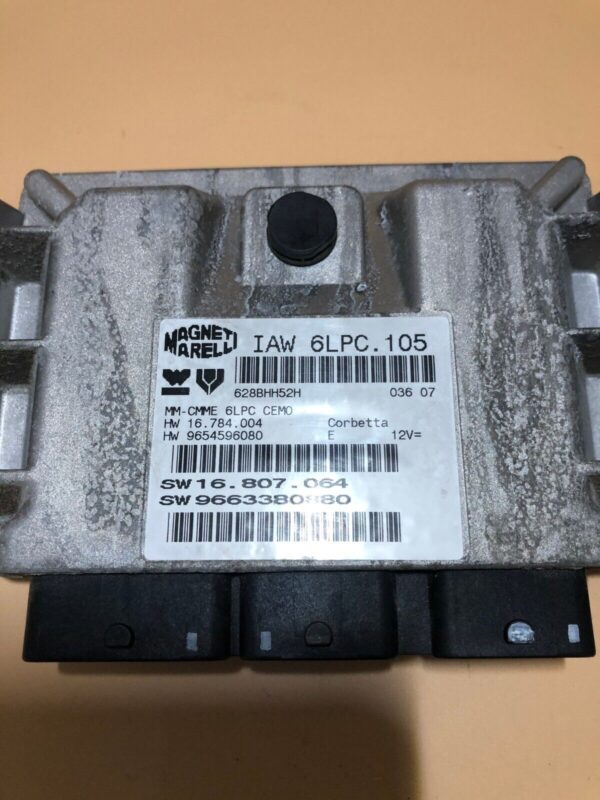 MAGNETI
MARELLI
IAW 6LPC.105
628BHH52H 036 07
MM-CMME 6LPC CEMO
HW 16.784.004 Corbetta
HW 9654596080 E 12V=
SW 16.807.064
SW 9663380880